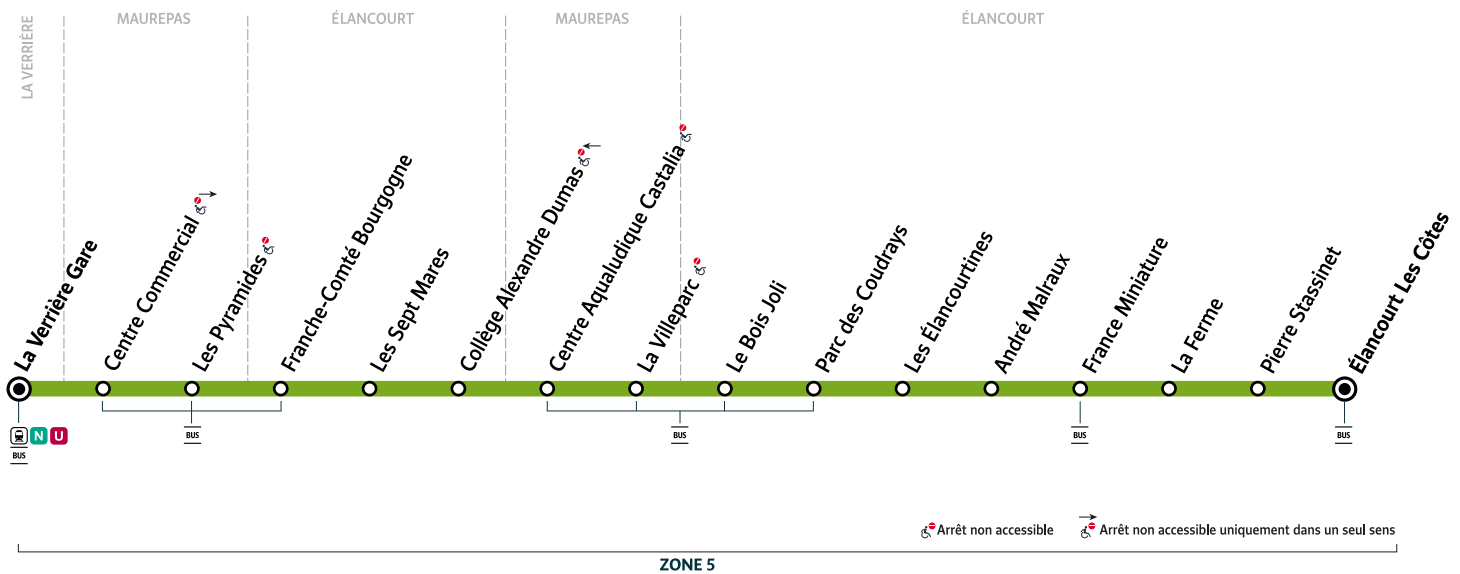 LA VERRIÈRE
MAUREPAS
ÉLANCOURT
MAUREPAS
ÉLANCOURT
La Verrière Gare
Centre Commercial
Les Pyramides
Franche-Comté Bourgogne
Les Sept Mares
Collège Alexandre Dumas
Centre Aqualudique Castalia
La Villeparc
Le Bois Joli
Parc des Coudrays
Les Élancourtines
André Malraux
France Miniature
La Ferme
Pierre Stassinet
Élancourt Les Côtes
N U
BUS
BUS
BUS
BUS
BUS
Arrêt non accessible
Arrêt non accessible uniquement dans un seul sens
ZONE 5